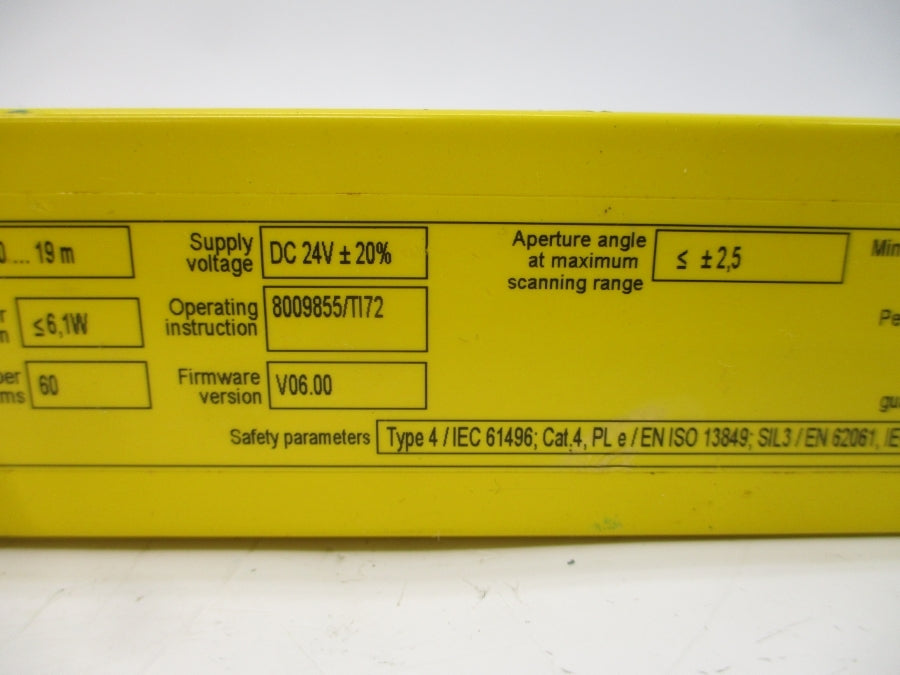 0 ... 19 m
Supply
voltage
DC 24V ± 20%
Aperture angle
at maximum
scanning range
≤ ±2,5
≤6,1W
Operating
instruction
8009855/TI72
ms
60
Firmware
version
V06.00
Safety parameters
Type 4 / IEC 61496; Cat.4, PL e / EN ISO 13849; SIL3 / EN 62061,